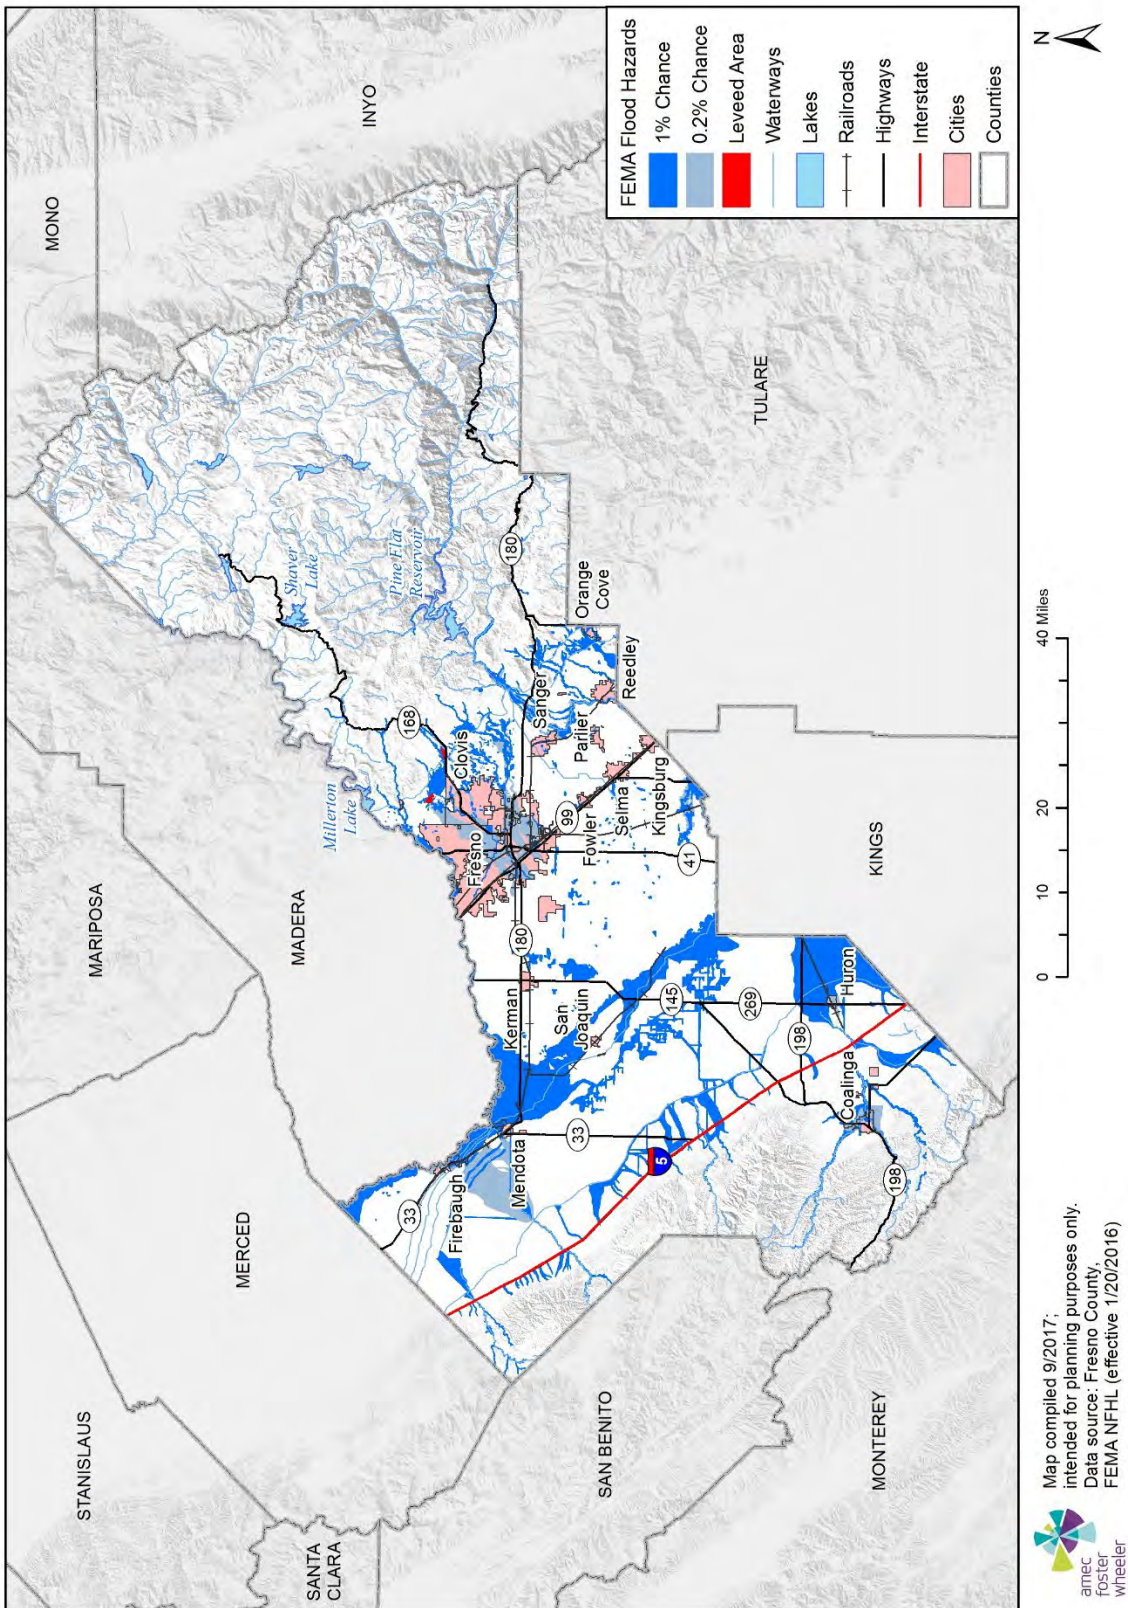 STANISLAUS
SANTA
CLARA
MERCED
MARIPOSA
MADERA
MONO
INYO
SAN BENITO
MONTEREY
KINGS
TULARE
Millerton
Lake
Shaver
Lake
Pine Flat
Reservoir
33
Firebaugh
Mendota
33
5
Kerman
San
Joaquin
180
145
269
198
Huron
Coalinga
198
Fresno
Clovis
168
99
Fowler
Selma
Kingsburg
41
Sanger
Parlier
Reedley
Orange
Cove
180
FEMA Flood Hazards
1% Chance
0.2% Chance
Leveed Area
Waterways
Lakes
Railroads
Highways
Interstate
Cities
Counties
N
0 10 20 40 Miles
amec
foster
wheeler
Map compiled 9/2017;
intended for planning purposes only.
Data source: Fresno County,
FEMA NFHL (effective 1/20/2016)